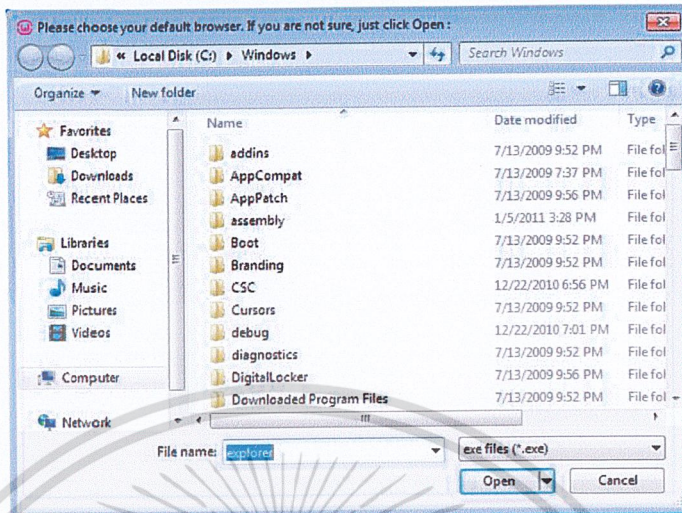 Please choose your default browser. If you are not sure, just click Open :
« Local Disk (C:) ▸ Windows ▸
Search Windows
Organize ▾ New folder
Favorites
Desktop
Downloads
Recent Places
Libraries
Documents
Music
Pictures
Videos
Computer
Network
Name Date modified Type
addins 7/13/2009 9:52 PM File fol
AppCompat 7/13/2009 7:37 PM File fol
AppPatch 7/13/2009 9:56 PM File fol
assembly 1/5/2011 3:28 PM File fol
Boot 7/13/2009 9:52 PM File fol
Branding 7/13/2009 9:52 PM File fol
CSC 12/22/2010 6:56 PM File fol
Cursors 7/13/2009 9:52 PM File fol
debug 12/22/2010 7:01 PM File fol
diagnostics 7/13/2009 9:52 PM File fol
DigitalLocker 7/13/2009 9:56 PM File fol
Downloaded Program Files 7/13/2009 9:52 PM File fol
File name: explorer exe files (*.exe)
Open Cancel